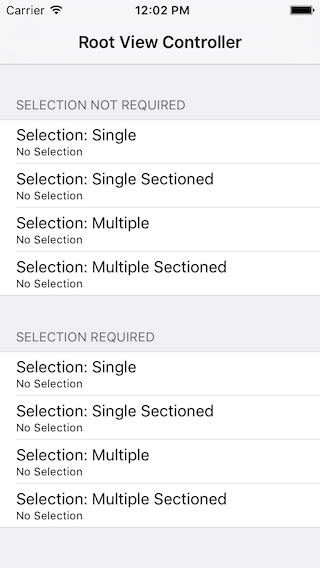 Carrier 12:02 PM
Root View Controller
SELECTION NOT REQUIRED
Selection: Single
No Selection
Selection: Single Sectioned
No Selection
Selection: Multiple
No Selection
Selection: Multiple Sectioned
No Selection
SELECTION REQUIRED
Selection: Single
No Selection
Selection: Single Sectioned
No Selection
Selection: Multiple
No Selection
Selection: Multiple Sectioned
No Selection